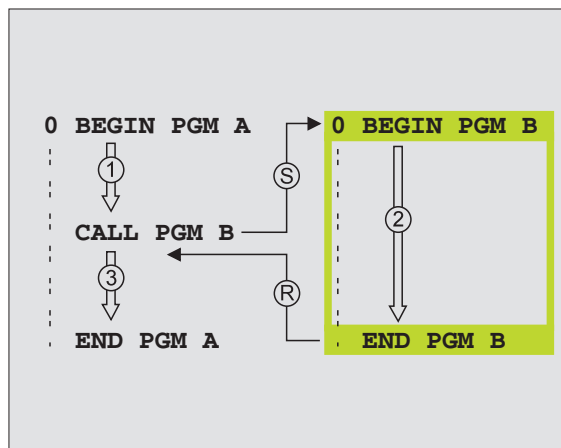 0 BEGIN PGM A
1
CALL PGM B
3
END PGM A
S
R
0 BEGIN PGM B
2
END PGM B